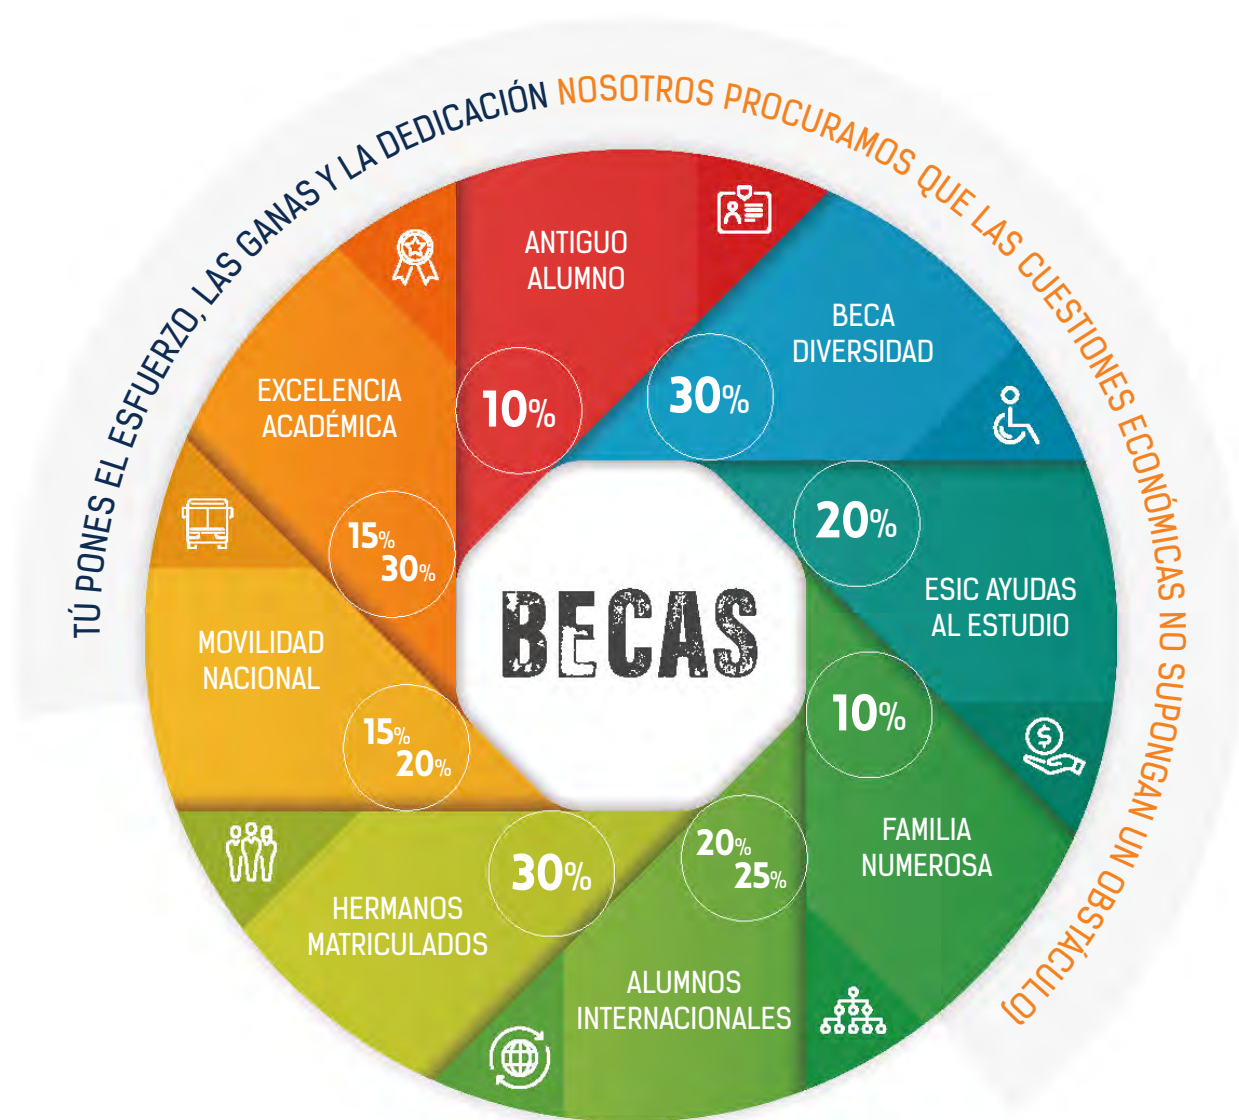 TÚ PONES EL ESFUERZO, LAS GANAS Y LA DEDICACIÓN NOSOTROS PROCURAMOS QUE LAS CUESTIONES ECONÓMICAS NO SUPONGAN UN OBSTÁCULO)
ANTIGUO
ALUMNO
10%
BECA
DIVERSIDAD
30%
20%
ESIC AYUDAS
AL ESTUDIO
$
10%
FAMILIA
NUMEROSA
20%
25%
ALUMNOS
INTERNACIONALES
30%
HERMANOS
MATRICULADOS
MOVILIDAD
NACIONAL
15%
20%
EXCELENCIA
ACADÉMICA
15%
30%
BECAS